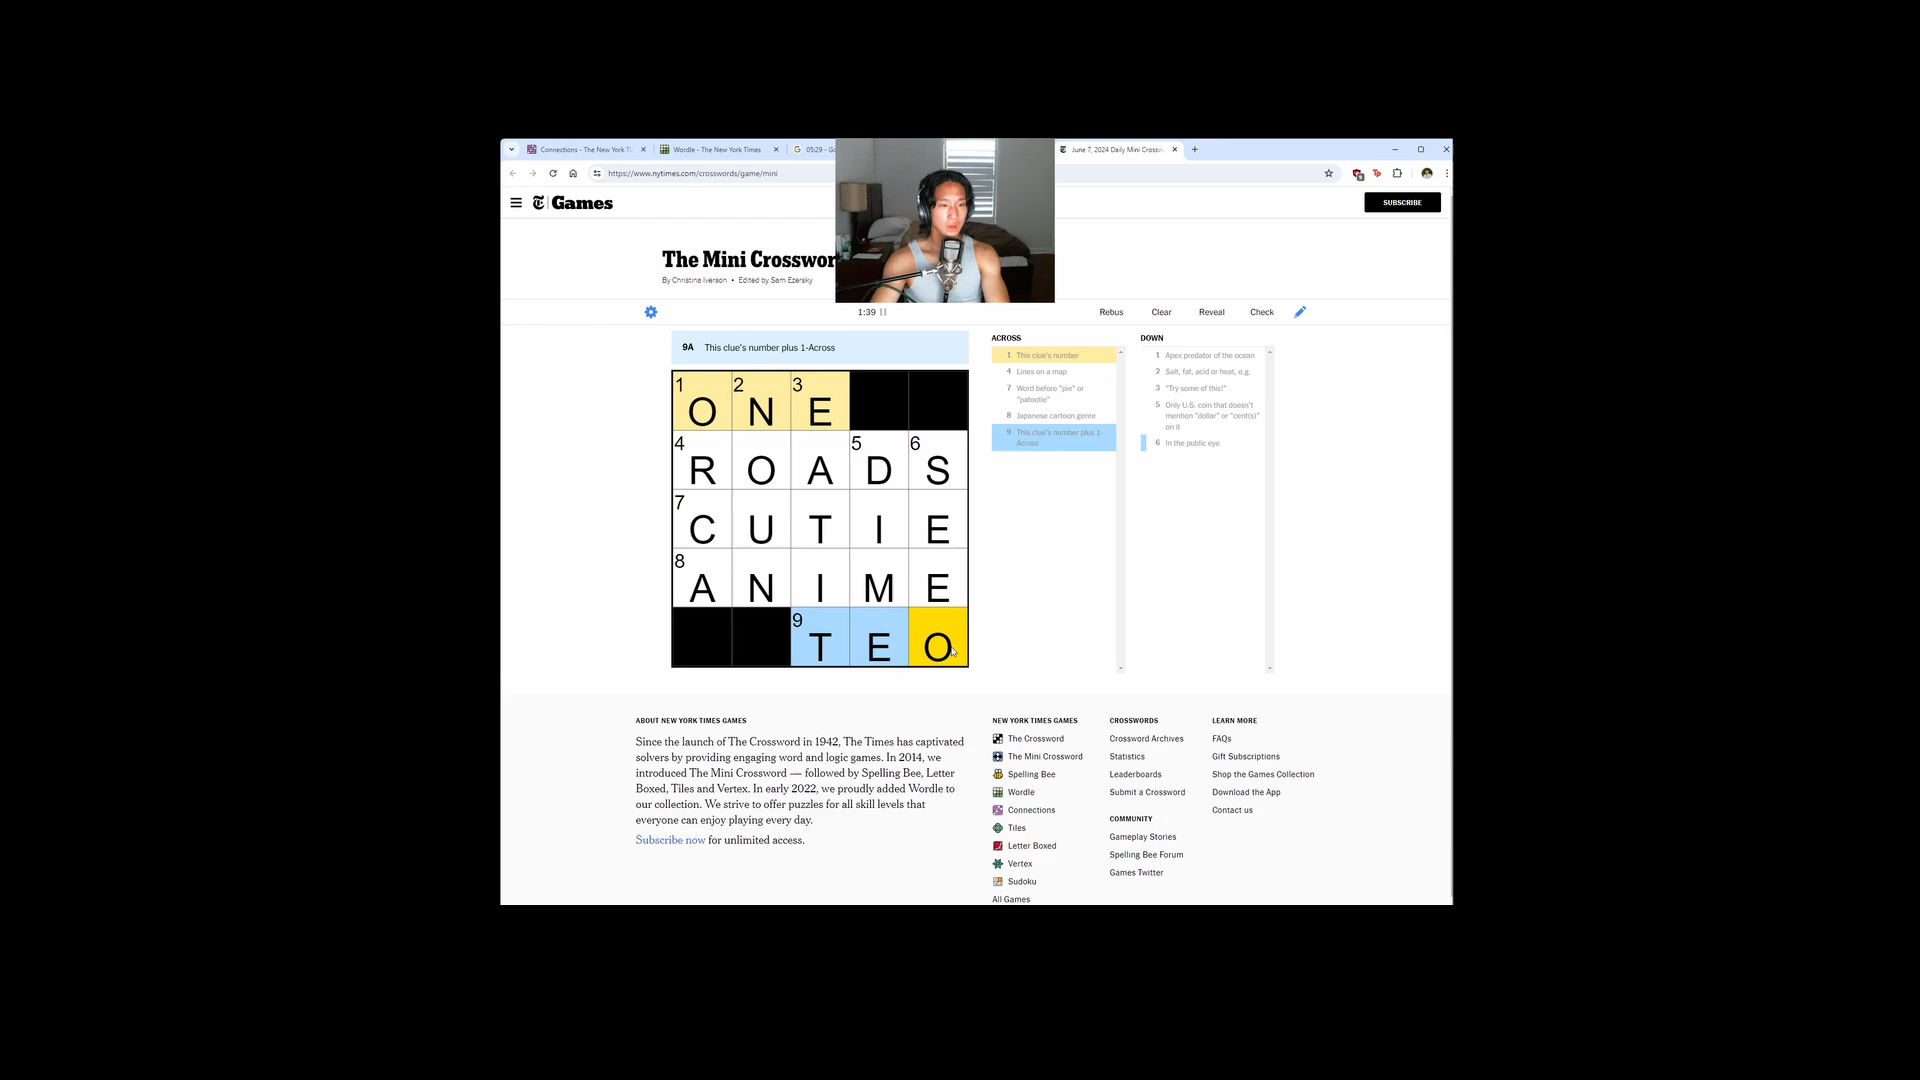 Connections - The New York Ti
Wordle - The New York Times
05:29 - Go
June 7, 2024 Daily Mini Crossw
https://www.nytimes.com/crosswords/game/mini
Games
SUBSCRIBE
The Mini Crosswor
By Christina Iverson • Edited by Sam Ezersky
1:39
Rebus
Clear
Reveal
Check
9A This clue's number plus 1-Across
1 O 2 N 3 E
4 R O A 5 D 6 S
7 C U T I E
8 A N I M E
9 T E O
ACROSS
1 This clue's number
4 Lines on a map
7 Word before "pie" or
"patootie"
8 Japanese cartoon genre
9 This clue's number plus 1-
Across
DOWN
1 Apex predator of the ocean
2 Salt, fat, acid or heat, e.g.
3 "Try some of this!"
5 Only U.S. coin that doesn't
mention "dollar" or "cent(s)"
on it
6 In the public eye
ABOUT NEW YORK TIMES GAMES
Since the launch of The Crossword in 1942, The Times has captivated
solvers by providing engaging word and logic games. In 2014, we
introduced The Mini Crossword — followed by Spelling Bee, Letter
Boxed, Tiles and Vertex. In early 2022, we proudly added Wordle to
our collection. We strive to offer puzzles for all skill levels that
everyone can enjoy playing every day.
Subscribe now for unlimited access.
NEW YORK TIMES GAMES
The Crossword
The Mini Crossword
Spelling Bee
Wordle
Connections
Tiles
Letter Boxed
Vertex
Sudoku
All Games
CROSSWORDS
Crossword Archives
Statistics
Leaderboards
Submit a Crossword
COMMUNITY
Gameplay Stories
Spelling Bee Forum
Games Twitter
LEARN MORE
FAQs
Gift Subscriptions
Shop the Games Collection
Download the App
Contact us